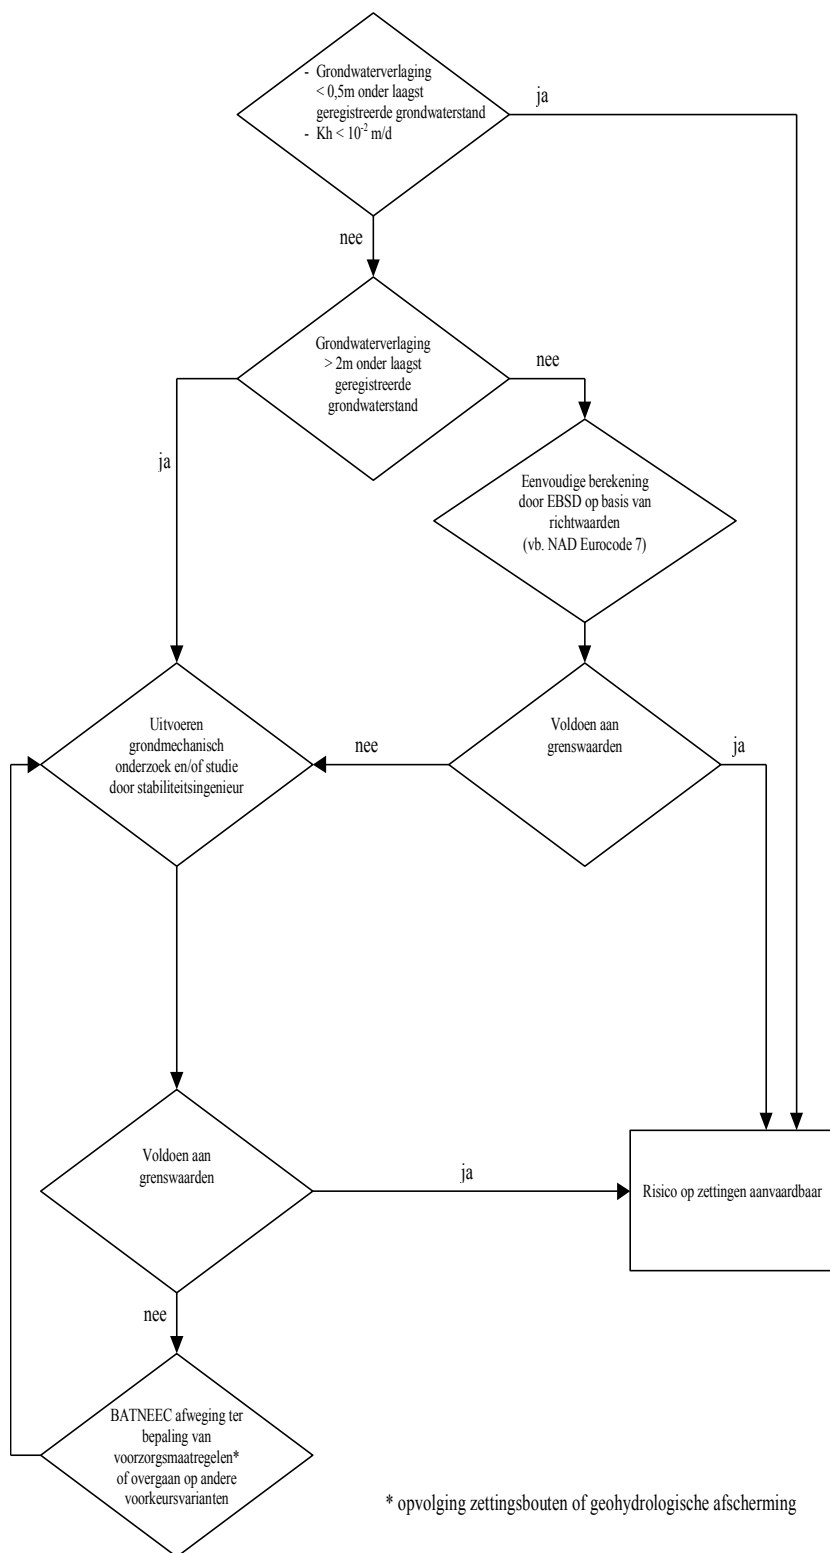 - Grondwaterverlaging
< 0,5m onder laagst
geregistreerde grondwaterstand
- Kh < 10⁻² m/d
ja
nee
Grondwaterverlaging
> 2m onder laagst
geregistreerde
grondwaterstand
nee
ja
Eenvoudige berekening
door EBSD op basis van
richtwaarden
(vb. NAD Eurocode 7)
Uitvoeren
grondmechanisch
onderzoek en/of studie
door stabiliteitsingenieur
nee
Voldoen aan
grenswaarden
ja
Voldoen aan
grenswaarden
ja
Risico op zettingen aanvaardbaar
nee
BATNEEC afweging ter
bepaling van
voorzorgsmaatregelen*
of overgaan op andere
voorkeursvarianten
* opvolging zettingsbouten of geohydrologische afscherming